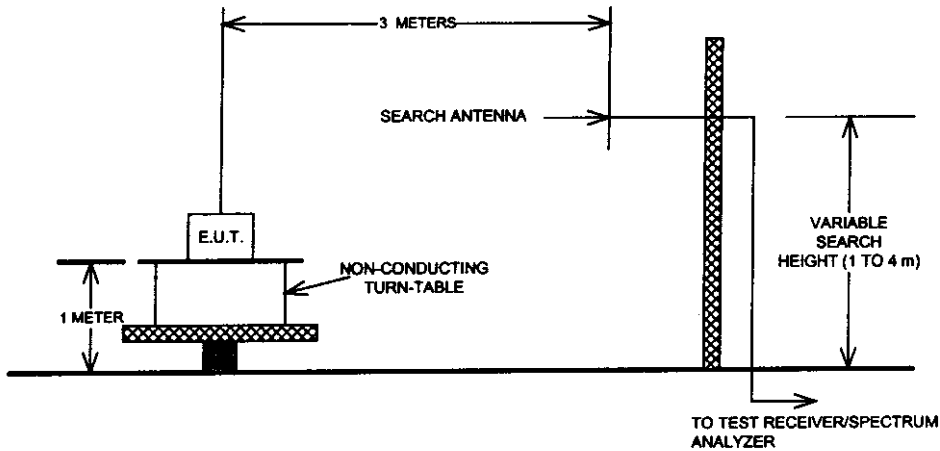 3 METERS
SEARCH ANTENNA
E.U.T.
VARIABLE
SEARCH
HEIGHT (1 TO 4 m)
NON-CONDUCTING
TURN-TABLE
1 METER
TO TEST RECEIVER/SPECTRUM
ANALYZER